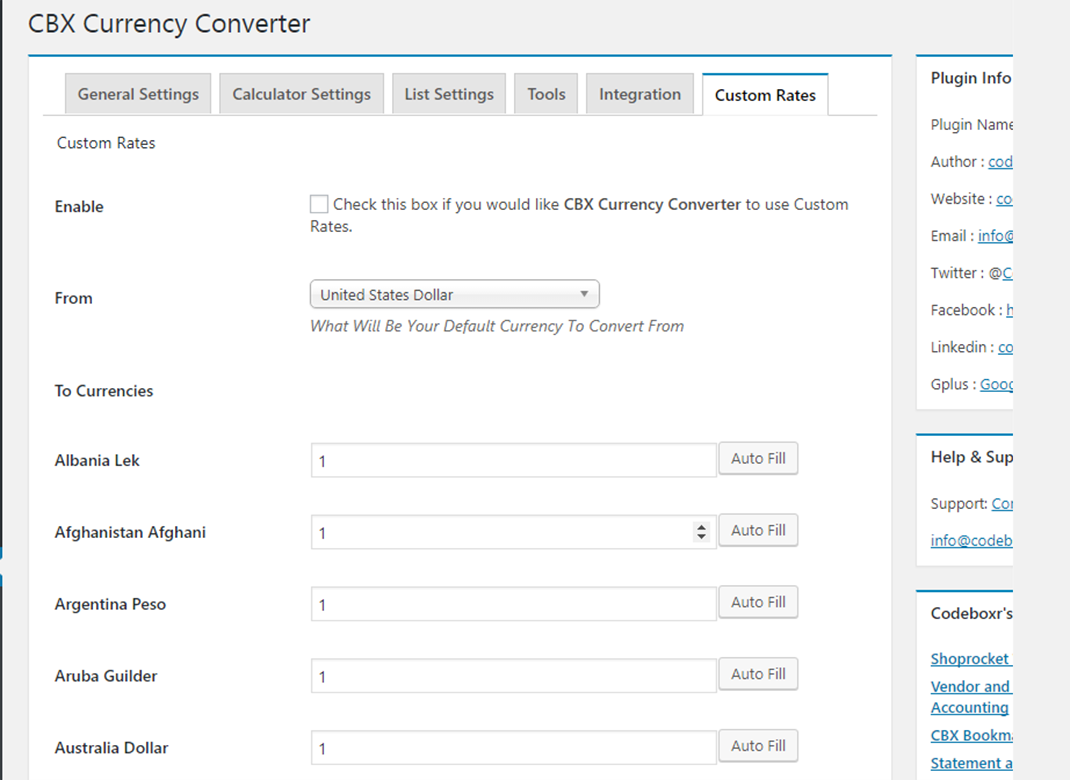 CBX Currency Converter
General Settings
Calculator Settings
List Settings
Tools
Integration
Custom Rates
Custom Rates
Enable
Check this box if you would like CBX Currency Converter to use Custom
Rates.
From
United States Dollar
What Will Be Your Default Currency To Convert From
To Currencies
Albania Lek
1
Auto Fill
Afghanistan Afghani
1
Auto Fill
Argentina Peso
1
Auto Fill
Aruba Guilder
1
Auto Fill
Australia Dollar
1
Auto Fill
Plugin Info
Plugin Name
Author : cod
Website : co
Email : info@
Twitter : @C
Facebook : h
Linkedin : co
Gplus : Goog
Help & Sup
Support: Con
info@codeb
Codeboxr's
Shoprocket
Vendor and
Accounting
CBX Bookma
Statement a